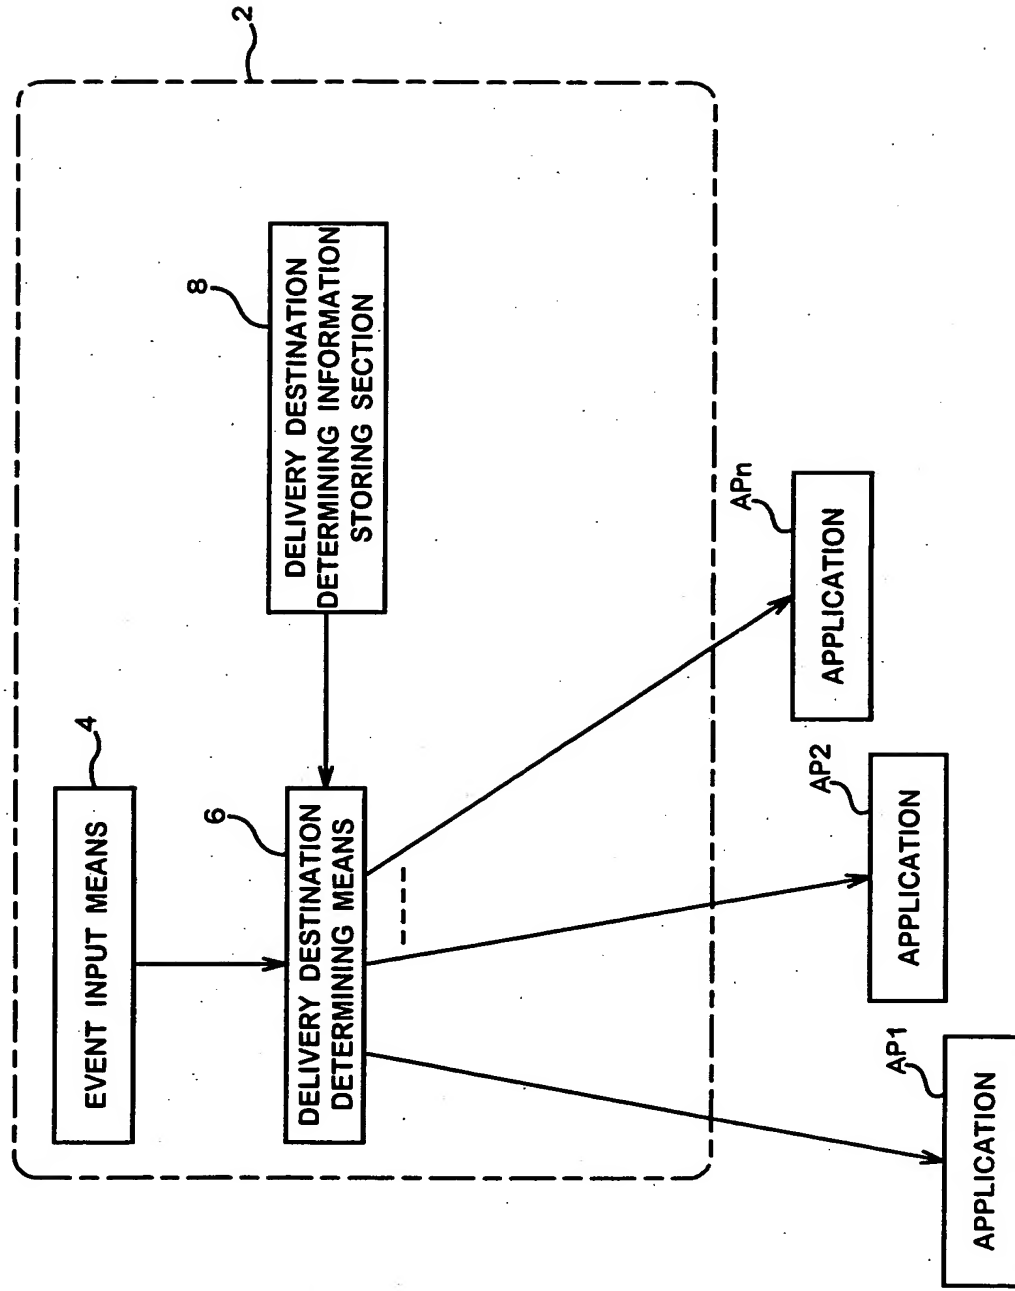 2
4
EVENT INPUT MEANS
6
DELIVERY DESTINATION
DETERMINING MEANS
8
DELIVERY DESTINATION
DETERMINING INFORMATION
STORING SECTION
AP1
APPLICATION
AP2
APPLICATION
APn
APPLICATION